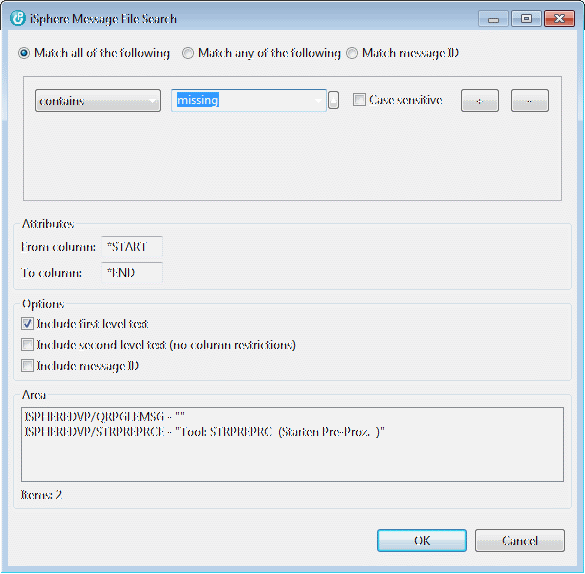 iSphere Message File Search
Match all of the following Match any of the following Match message ID
contains missing Case sensitive + -
Attributes
From column: *START
To column: *END
Options
Include first level text
Include second level text (no column restrictions)
Include message ID
Area
ISPHEREDVP/QRPGLEMSG - ""
ISPHEREDVP/STRPREPRCE - "Tool: STRPREPRC (Starten Pre-Proz. )"
Items: 2
OK Cancel